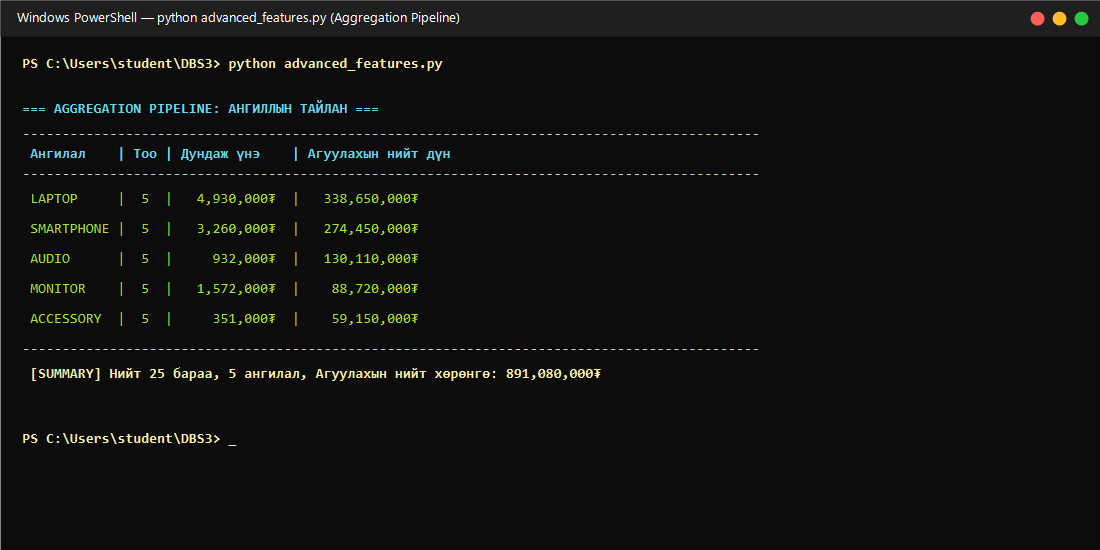 Windows PowerShell — python advanced_features.py (Aggregation Pipeline)
PS C:\Users\student\DBS3> python advanced_features.py
=== AGGREGATION PIPELINE: АНГИЛЛЫН ТАЙЛАН ===
---------------------------------------------------------------------------------------------
Ангилал | Тоо | Дундаж үнэ | Агуулахын нийт дүн
---------------------------------------------------------------------------------------------
LAPTOP | 5 | 4,930,000₮ | 338,650,000₮
SMARTPHONE | 5 | 3,260,000₮ | 274,450,000₮
AUDIO | 5 | 932,000₮ | 130,110,000₮
MONITOR | 5 | 1,572,000₮ | 88,720,000₮
ACCESSORY | 5 | 351,000₮ | 59,150,000₮
---------------------------------------------------------------------------------------------
[SUMMARY] Нийт 25 бараа, 5 ангилал, Агуулахын нийт хөрөнгө: 891,080,000₮
PS C:\Users\student\DBS3> _